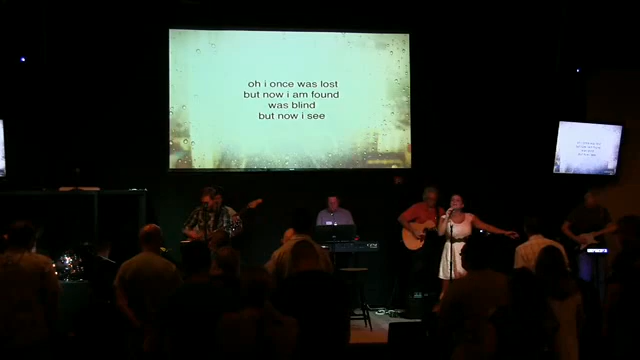 oh i once was lost
but now i am found
was blind
but now i see